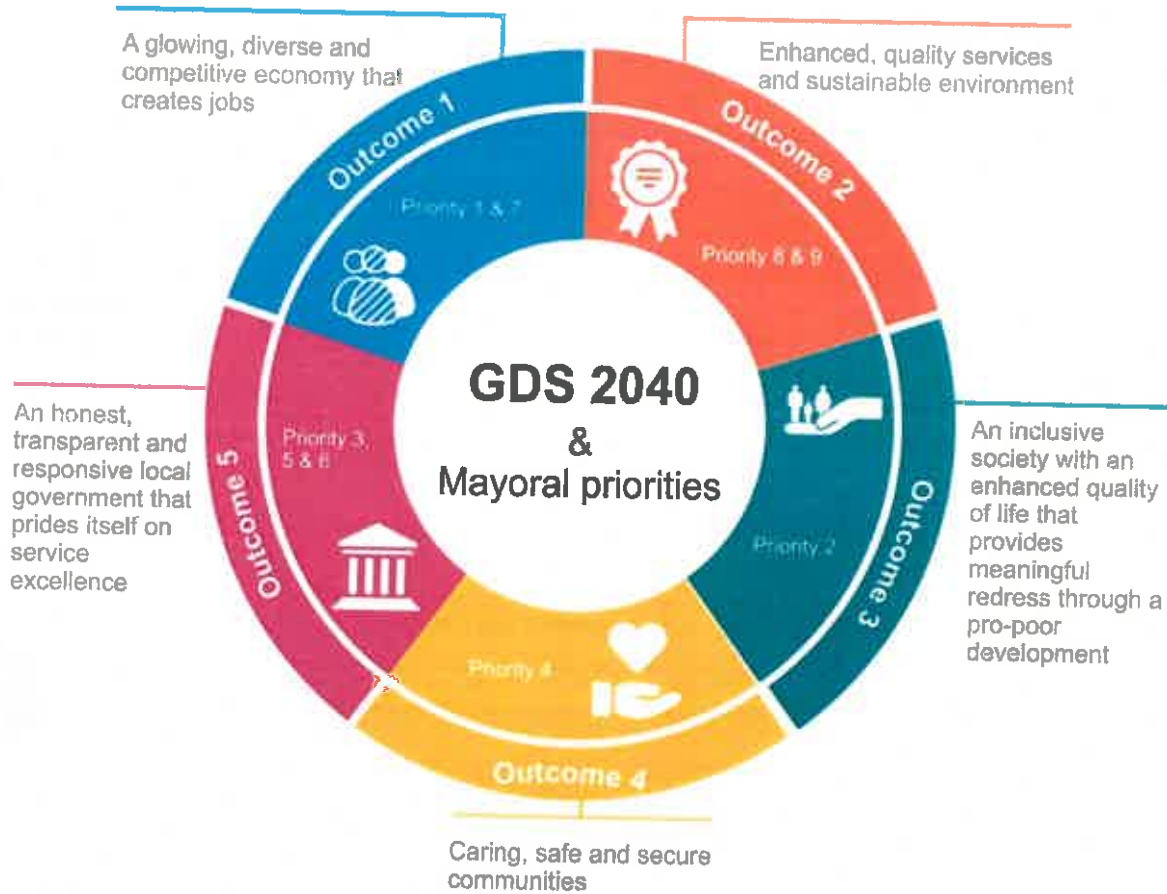 A glowing, diverse and
competitive economy that
creates jobs
Enhanced, quality services
and sustainable environment
Outcome 1
Outcome 2
Priority 1 & 7
Priority 8 & 9
GDS 2040
&
Mayoral priorities
An honest,
transparent and
responsive local
government that
prides itself on
service
excellence
Outcome 5
Priority 3,
5 & 6
Priority 2
Outcome 3
An inclusive
society with an
enhanced quality
of life that
provides
meaningful
redress through a
pro-poor
development
Priority 4
Outcome 4
Caring, safe and secure
communities